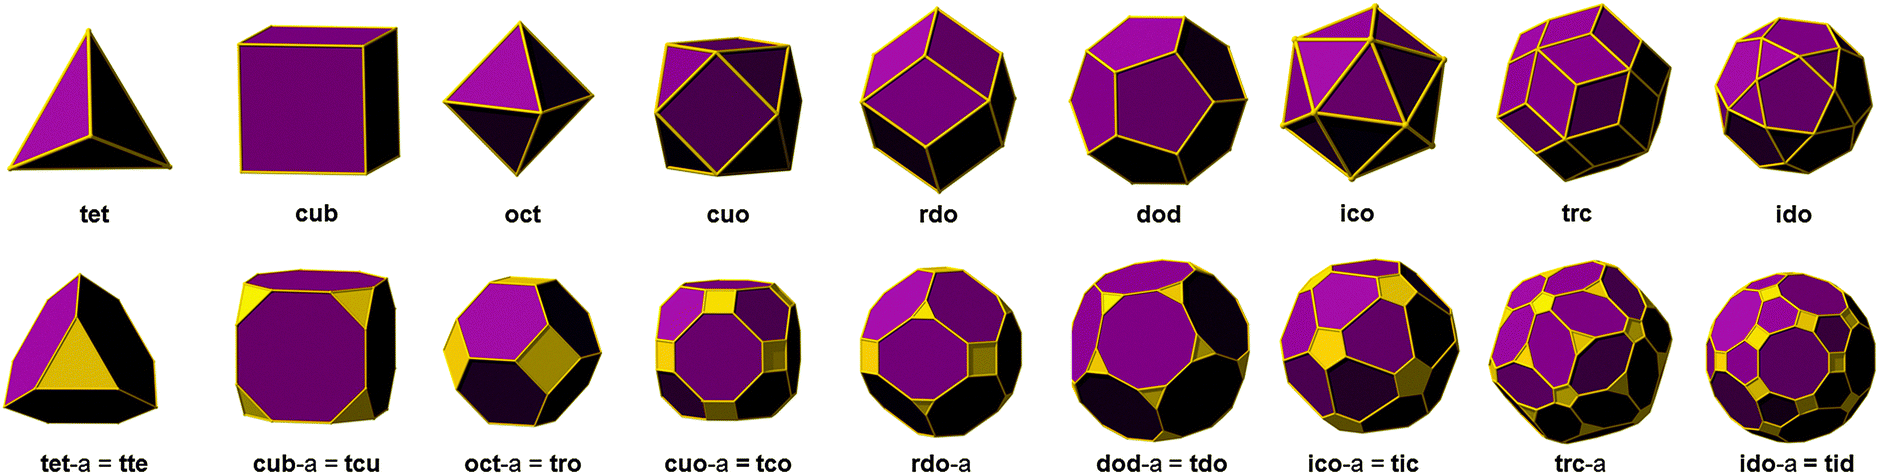 tet cub oct cuo rdo dod ico trc ido
tet-a = tte cub-a = tcu oct-a = tro cuo-a = tco rdo-a dod-a = tdo ico-a = tic trc-a ido-a = tid